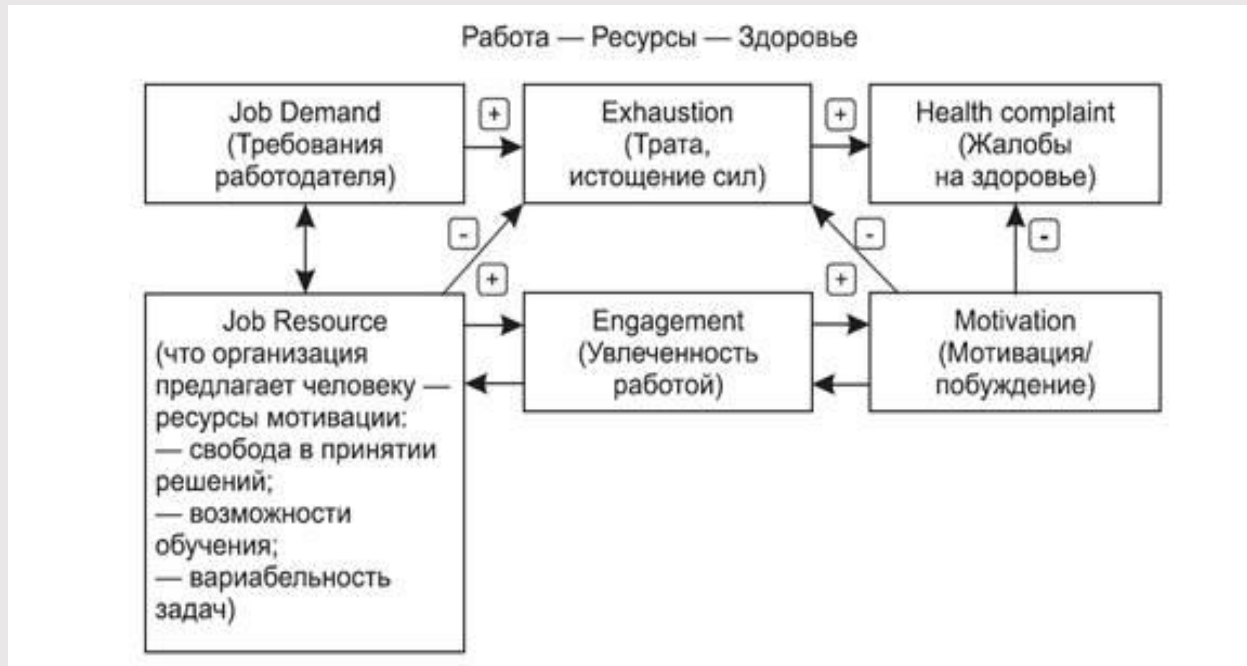 Работа — Ресурсы — Здоровье
Job Demand
(Требования
работодателя)
+
Exhaustion
(Трата,
истощение сил)
+
Health complaint
(Жалобы
на здоровье)
-
-
-
Job Resource
(что организация
предлагает человеку —
ресурсы мотивации:
— свобода в принятии
решений;
— возможности
обучения;
— вариабельность
задач)
+
Engagement
(Увлеченность
работой)
+
Motivation
(Мотивация/
побуждение)